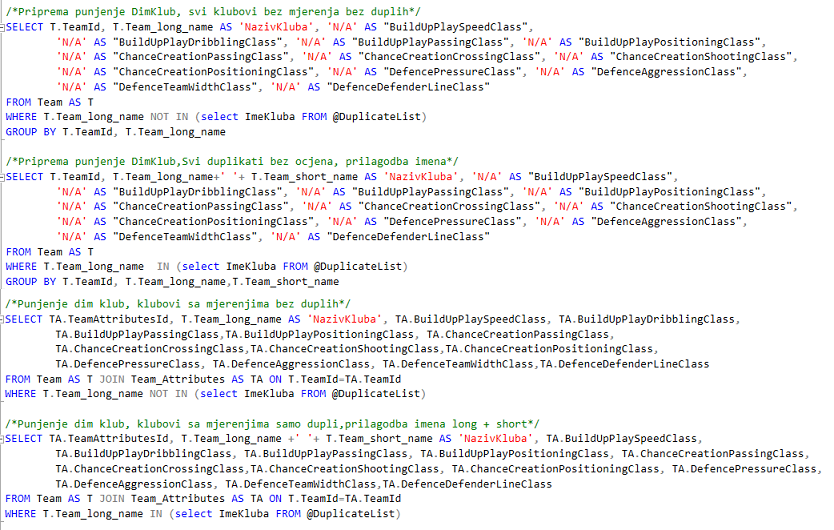 /*Priprema punjenje DimKlub, svi klubovi bez mjerenja bez duplih*/
SELECT T.TeamId, T.Team_long_name AS 'NazivKluba', 'N/A' AS "BuildUpPlaySpeedClass",
'N/A' AS "BuildUpPlayDribblingClass", 'N/A' AS "BuildUpPlayPassingClass", 'N/A' AS "BuildUpPlayPositioningClass",
'N/A' AS "ChanceCreationPassingClass", 'N/A' AS "ChanceCreationCrossingClass", 'N/A' AS "ChanceCreationShootingClass",
'N/A' AS "ChanceCreationPositioningClass", 'N/A' AS "DefencePressureClass", 'N/A' AS "DefenceAggressionClass",
'N/A' AS "DefenceTeamWidthClass", 'N/A' AS "DefenceDefenderLineClass"
FROM Team AS T
WHERE T.Team_long_name NOT IN (select ImeKluba FROM @DuplicateList)
GROUP BY T.TeamId, T.Team_long_name
/*Priprema punjenje DimKlub,Svi duplikati bez ocjena, prilagodba imena*/
SELECT T.TeamId, T.Team_long_name+' '+ T.Team_short_name AS 'NazivKluba', 'N/A' AS "BuildUpPlaySpeedClass",
'N/A' AS "BuildUpPlayDribblingClass", 'N/A' AS "BuildUpPlayPassingClass", 'N/A' AS "BuildUpPlayPositioningClass",
'N/A' AS "ChanceCreationPassingClass", 'N/A' AS "ChanceCreationCrossingClass", 'N/A' AS "ChanceCreationShootingClass",
'N/A' AS "ChanceCreationPositioningClass", 'N/A' AS "DefencePressureClass", 'N/A' AS "DefenceAggressionClass",
'N/A' AS "DefenceTeamWidthClass", 'N/A' AS "DefenceDefenderLineClass"
FROM Team AS T
WHERE T.Team_long_name  IN (select ImeKluba FROM @DuplicateList)
GROUP BY T.TeamId, T.Team_long_name,T.Team_short_name
/*Punjenje dim klub, klubovi sa mjerenjima bez duplih*/
SELECT TA.TeamAttributesId, T.Team_long_name AS 'NazivKluba', TA.BuildUpPlaySpeedClass, TA.BuildUpPlayDribblingClass,
TA.BuildUpPlayPassingClass,TA.BuildUpPlayPositioningClass, TA.ChanceCreationPassingClass,
TA.ChanceCreationCrossingClass,TA.ChanceCreationShootingClass,TA.ChanceCreationPositioningClass,
TA.DefencePressureClass, TA.DefenceAggressionClass, TA.DefenceTeamWidthClass,TA.DefenceDefenderLineClass
FROM Team AS T JOIN Team_Attributes AS TA ON T.TeamId=TA.TeamId
WHERE T.Team_long_name NOT IN (select ImeKluba FROM @DuplicateList)
/*Punjenje dim klub, klubovi sa mjerenjima samo dupli,prilagodba imena long + short*/
SELECT TA.TeamAttributesId, T.Team_long_name +' '+ T.Team_short_name AS 'NazivKluba', TA.BuildUpPlaySpeedClass,
TA.BuildUpPlayDribblingClass, TA.BuildUpPlayPassingClass, TA.BuildUpPlayPositioningClass, TA.ChanceCreationPassingClass,
TA.ChanceCreationCrossingClass,TA.ChanceCreationShootingClass, TA.ChanceCreationPositioningClass, TA.DefencePressureClass,
TA.DefenceAggressionClass, TA.DefenceTeamWidthClass,TA.DefenceDefenderLineClass
FROM Team AS T JOIN Team_Attributes AS TA ON T.TeamId=TA.TeamId
WHERE T.Team_long_name IN (select ImeKluba FROM @DuplicateList)